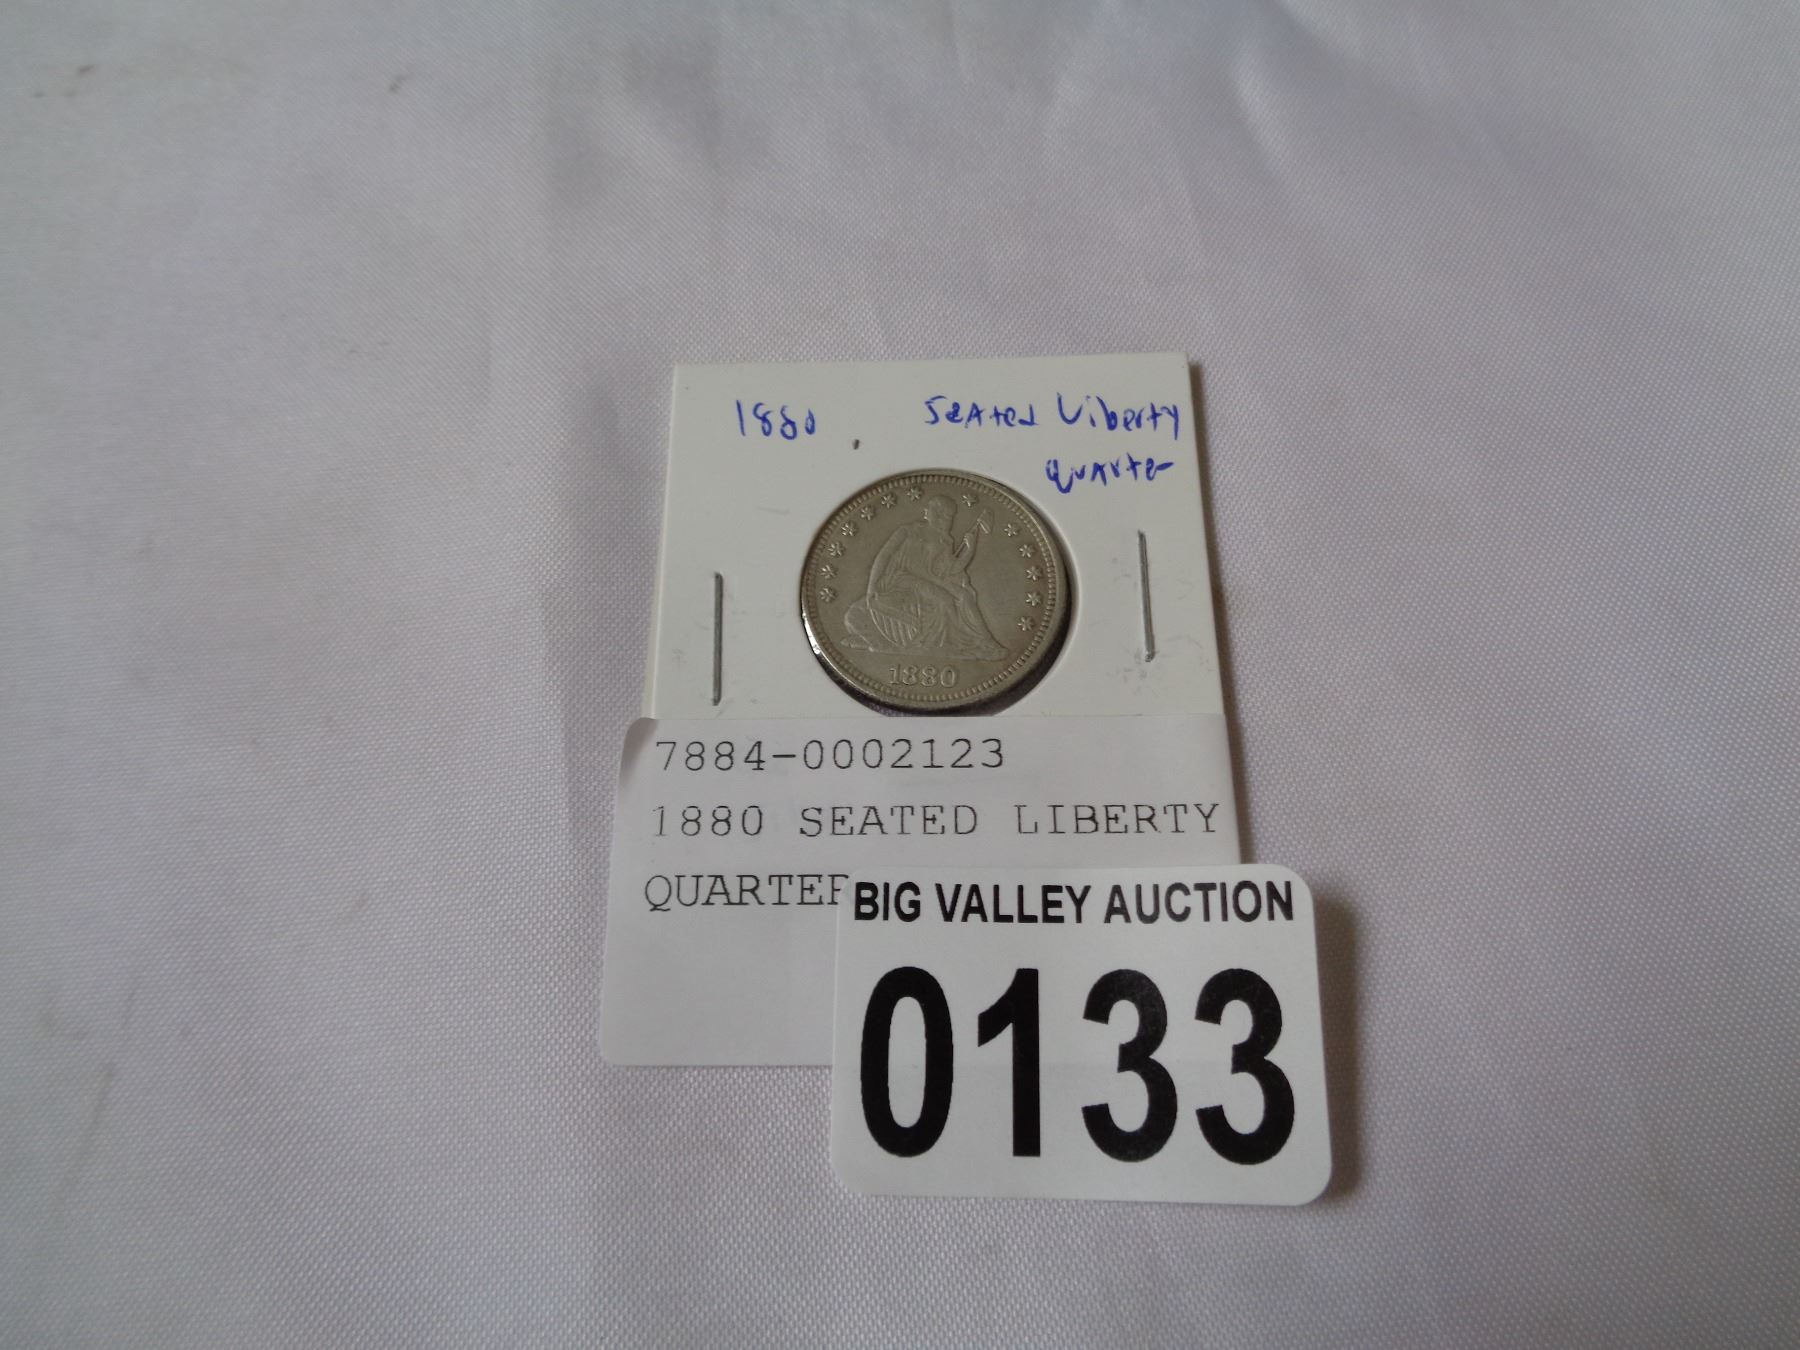 1880 Seated Liberty
quarter
1880
7884-0002123
1880 SEATED LIBERTY
QUARTER
BIG VALLEY AUCTION
0133